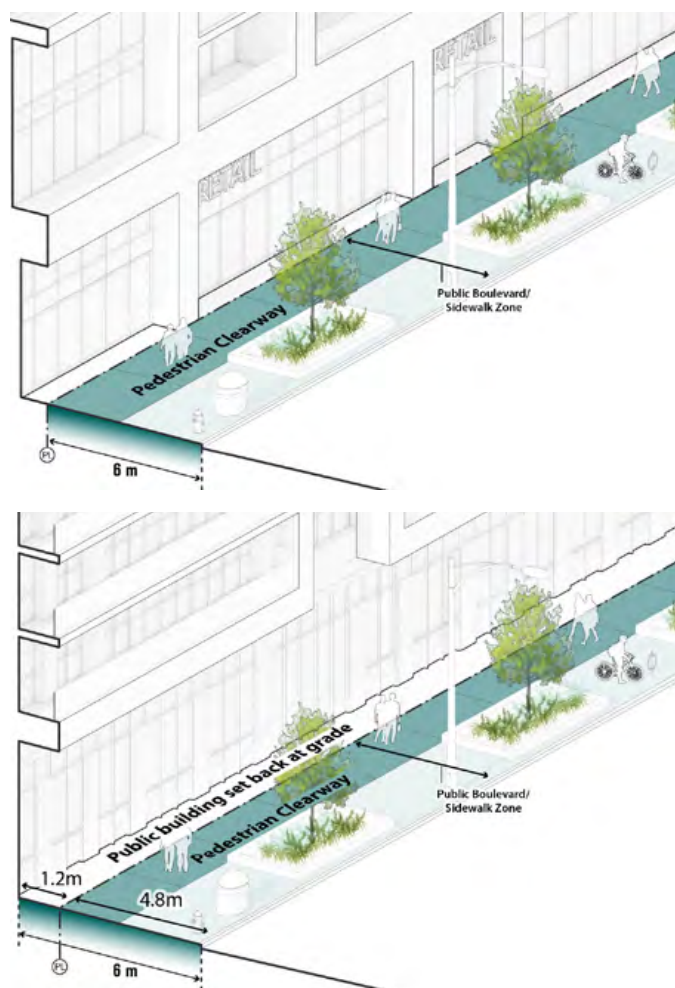 RETAIL
RETAIL
Public Boulevard/
Sidewalk Zone
Pedestrian Clearway
PL
6 m
Public building set back at grade
Pedestrian Clearway
Public Boulevard/
Sidewalk Zone
1.2m
4.8m
PL
6 m